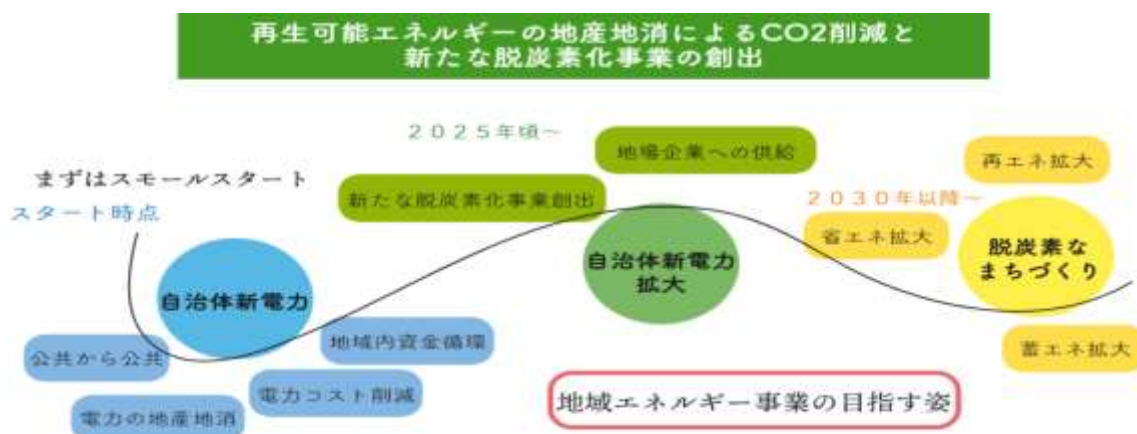 再生可能エネルギーの地産地消によるCO2削減と
新たな脱炭素化事業の創出
まずはスモールスタート
スタート時点
自治体新電力
公共から公共
電力の地産地消
電力コスト削減
地域内資金循環
2025年頃~
新たな脱炭素化事業創出
地場企業への供給
自治体新電力
拡大
2030年以降~
省エネ拡大
再エネ拡大
脱炭素な
まちづくり
蓄エネ拡大
地域エネルギー事業の目指す姿